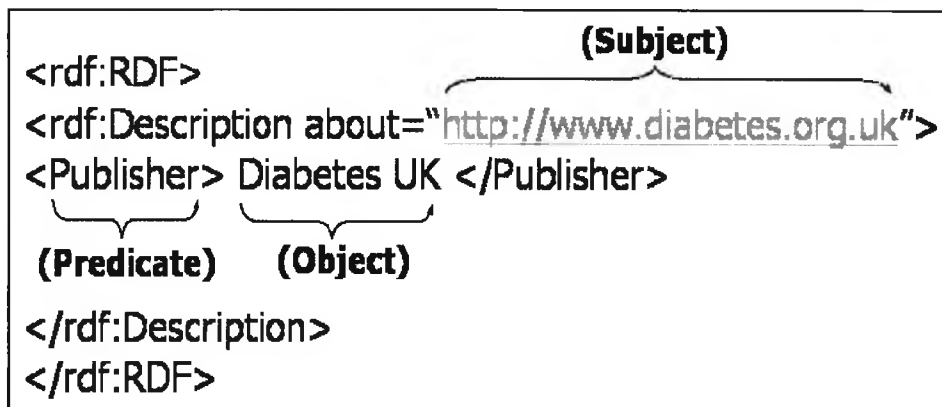 (Subject)
<rdf:RDF>
<rdf:Description about=“http://www.diabetes.org.uk”>
<Publisher> Diabetes UK </Publisher>
(Predicate) (Object)
</rdf:Description>
</rdf:RDF>